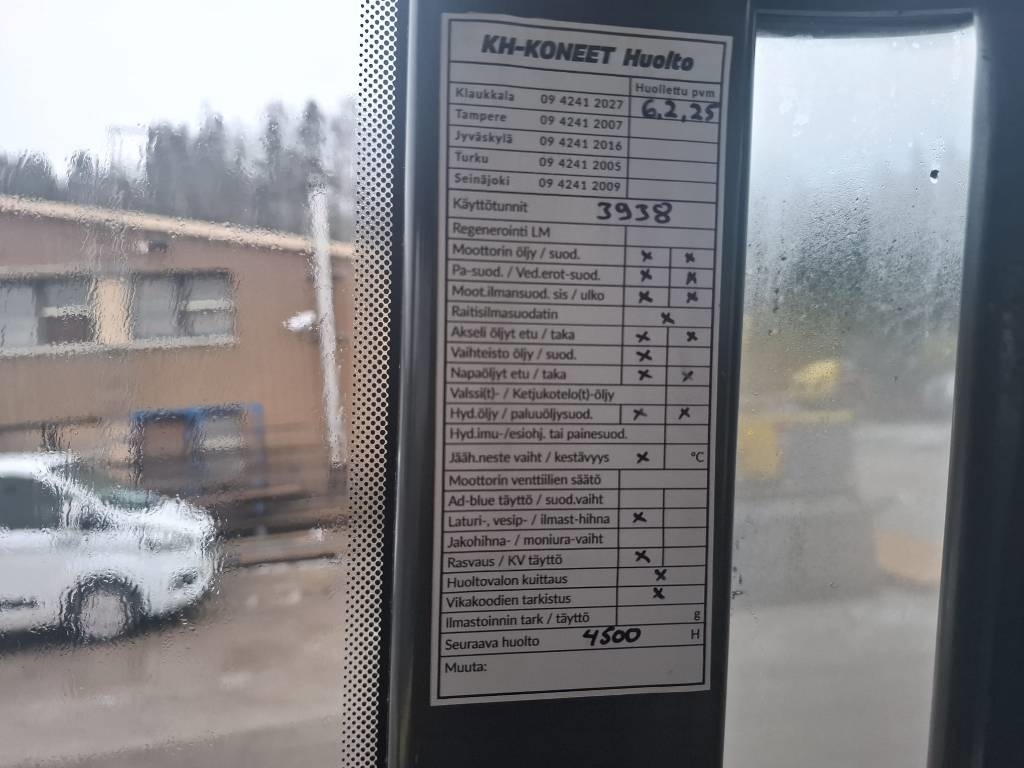 KH-KONEET Huolto
Huollettu pvm
Klaukkala 09 4241 2027 6,2,25
Tampere 09 4241 2007
Jyväskylä 09 4241 2016
Turku 09 4241 2005
Seinäjoki 09 4241 2009
Käyttötunnit 3938
Regenerointi LM
Moottorin öljy / suod. x x
Pa-suod. / Ved.erot-suod. x x
Moot.ilmansuod. sis / ulko x x
Raitisilmasuodatin x
Akseli öljyt etu / taka x x
Vaihteisto öljy / suod. x
Napaöljyt etu / taka x x
Valssi(t)- / Ketjukotelo(t)-öljy
Hyd.öljy / paluuöljysuod. x x
Hyd.imu-/esiohj. tai painesuod.
Jääh.neste vaiht / kestävyys x °C
Moottorin venttiilien säätö
Ad-blue täyttö / suod.vaiht
Laturi-, vesip- / ilmast-hihna x
Jakohihna- / moniura-vaiht
Rasvaus / KV täyttö x
Huoltovalon kuittaus x
Vikakoodien tarkistus x
Ilmastoinnin tark / täyttö g
Seuraava huolto 4500 H
Muuta: